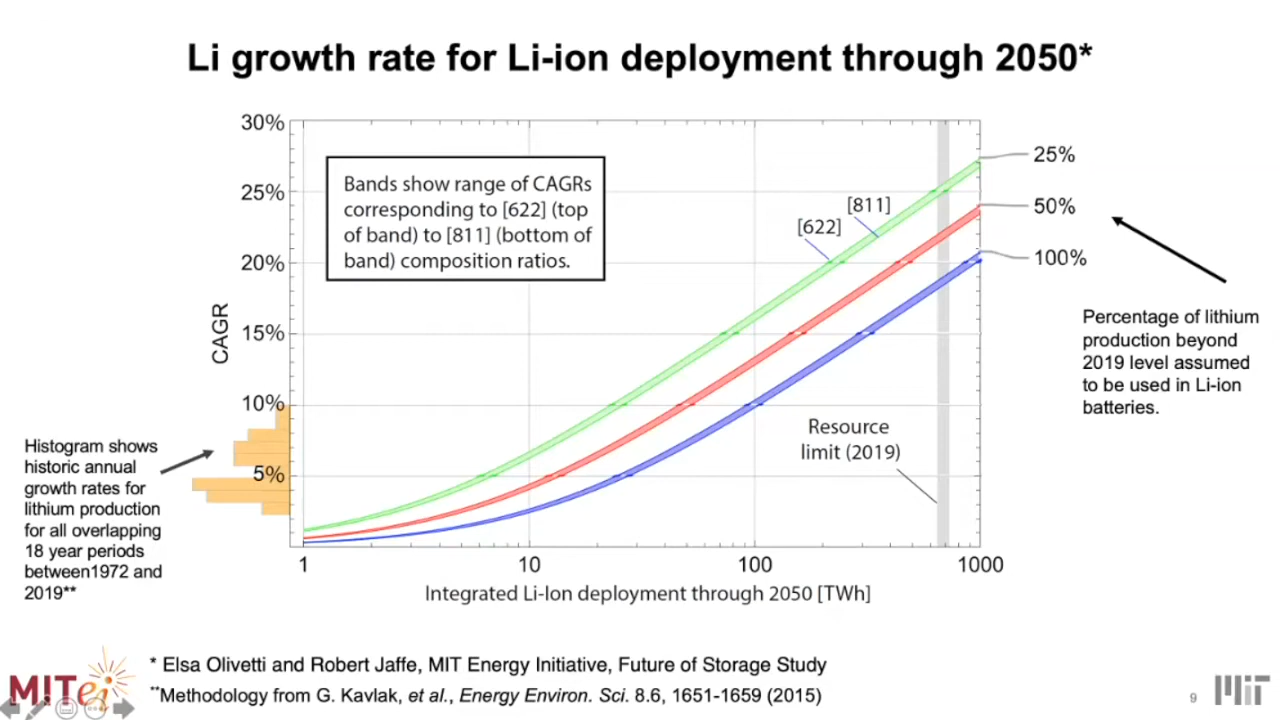 Li growth rate for Li-ion deployment through 2050*
30%
25%
20%
15%
10%
5%
CAGR
Bands show range of CAGRs
corresponding to [622] (top
of band) to [811] (bottom of
band) composition ratios.
[622]
[811]
25%
50%
100%
Percentage of lithium
production beyond
2019 level assumed
to be used in Li-ion
batteries.
Resource
limit (2019)
Histogram shows
historic annual
growth rates for
lithium production
for all overlapping
18 year periods
between1972 and
2019**
1
10
100
1000
Integrated Li-Ion deployment through 2050 [TWh]
* Elsa Olivetti and Robert Jaffe, MIT Energy Initiative, Future of Storage Study
**Methodology from G. Kavlak, et al., Energy Environ. Sci. 8.6, 1651-1659 (2015)
MITei
9
MIT